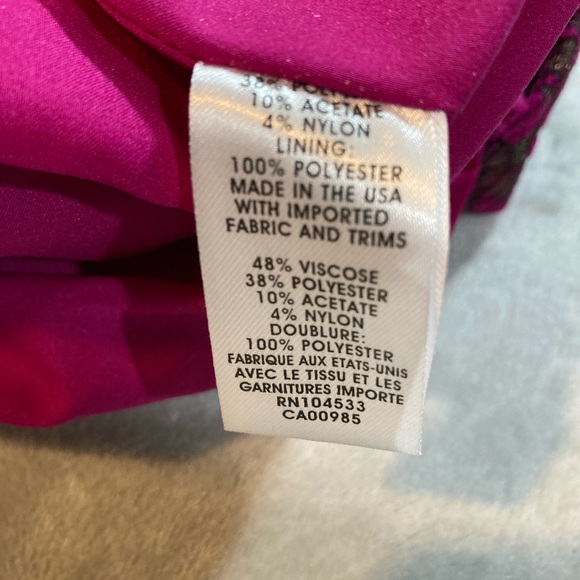 38% POLYESTER
10% ACETATE
4% NYLON
LINING:
100% POLYESTER
MADE IN THE USA
WITH IMPORTED
FABRIC AND TRIMS
48% VISCOSE
38% POLYESTER
10% ACETATE
4% NYLON
DOUBLURE:
100% POLYESTER
FABRIQUE AUX ETATS-UNIS
AVEC LE TISSU ET LES
GARNITURES IMPORTE
RN104533
CA00985